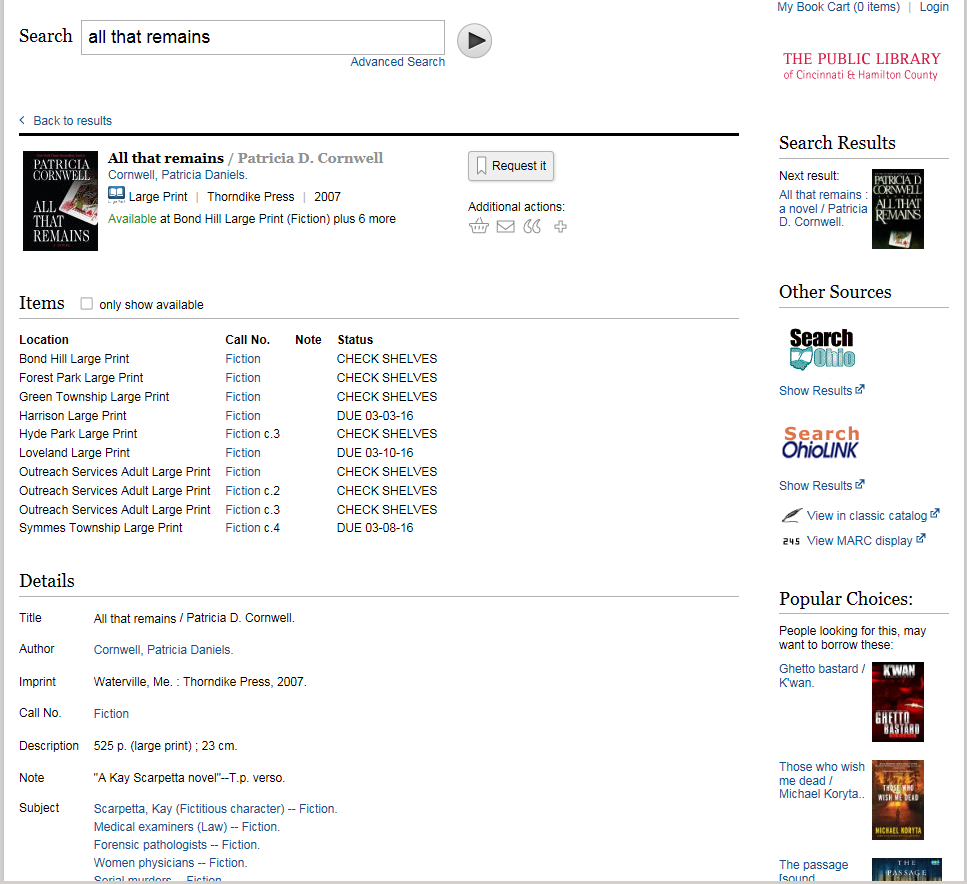 My Book Cart (0 items) | Login
Search all that remains
Advanced Search
THE PUBLIC LIBRARY
of Cincinnati & Hamilton County
< Back to results
PATRICIA
CORNWELL
ALL
THAT
REMAINS
All that remains / Patricia D. Cornwell
Cornwell, Patricia Daniels.
Large Print | Thorndike Press | 2007
Available at Bond Hill Large Print (Fiction) plus 6 more
Request it
Additional actions:
Items only show available
Location Call No. Note Status
Bond Hill Large Print Fiction CHECK SHELVES
Forest Park Large Print Fiction CHECK SHELVES
Green Township Large Print Fiction CHECK SHELVES
Harrison Large Print Fiction DUE 03-03-16
Hyde Park Large Print Fiction c.3 CHECK SHELVES
Loveland Large Print Fiction DUE 03-10-16
Outreach Services Adult Large Print Fiction CHECK SHELVES
Outreach Services Adult Large Print Fiction c.2 CHECK SHELVES
Outreach Services Adult Large Print Fiction c.3 CHECK SHELVES
Symmes Township Large Print Fiction c.4 DUE 03-08-16
Details
Title All that remains / Patricia D. Cornwell.
Author Cornwell, Patricia Daniels.
Imprint Waterville, Me. : Thorndike Press, 2007.
Call No. Fiction
Description 525 p. (large print) ; 23 cm.
Note "A Kay Scarpetta novel"--T.p. verso.
Subject Scarpetta, Kay (Fictitious character) -- Fiction.
Medical examiners (Law) -- Fiction.
Forensic pathologists -- Fiction.
Women physicians -- Fiction.
Serial murders -- Fiction.
Search Results
Next result:
All that remains :
a novel / Patricia
D. Cornwell.
PATRICIA D.
CORNWELL
ALL THAT
REMAINS
Other Sources
Search
Ohio
Show Results
Search
OhioLINK
Show Results
View in classic catalog
245 View MARC display
Popular Choices:
People looking for this, may
want to borrow these:
Ghetto bastard /
K'wan.
K'WAN
GHETTO
BASTARD
Those who wish
me dead /
Michael Koryta..
THOSE WHO
WISH ME DEAD
MICHAEL KORYTA
The passage
[sound
THE
PASSAGE